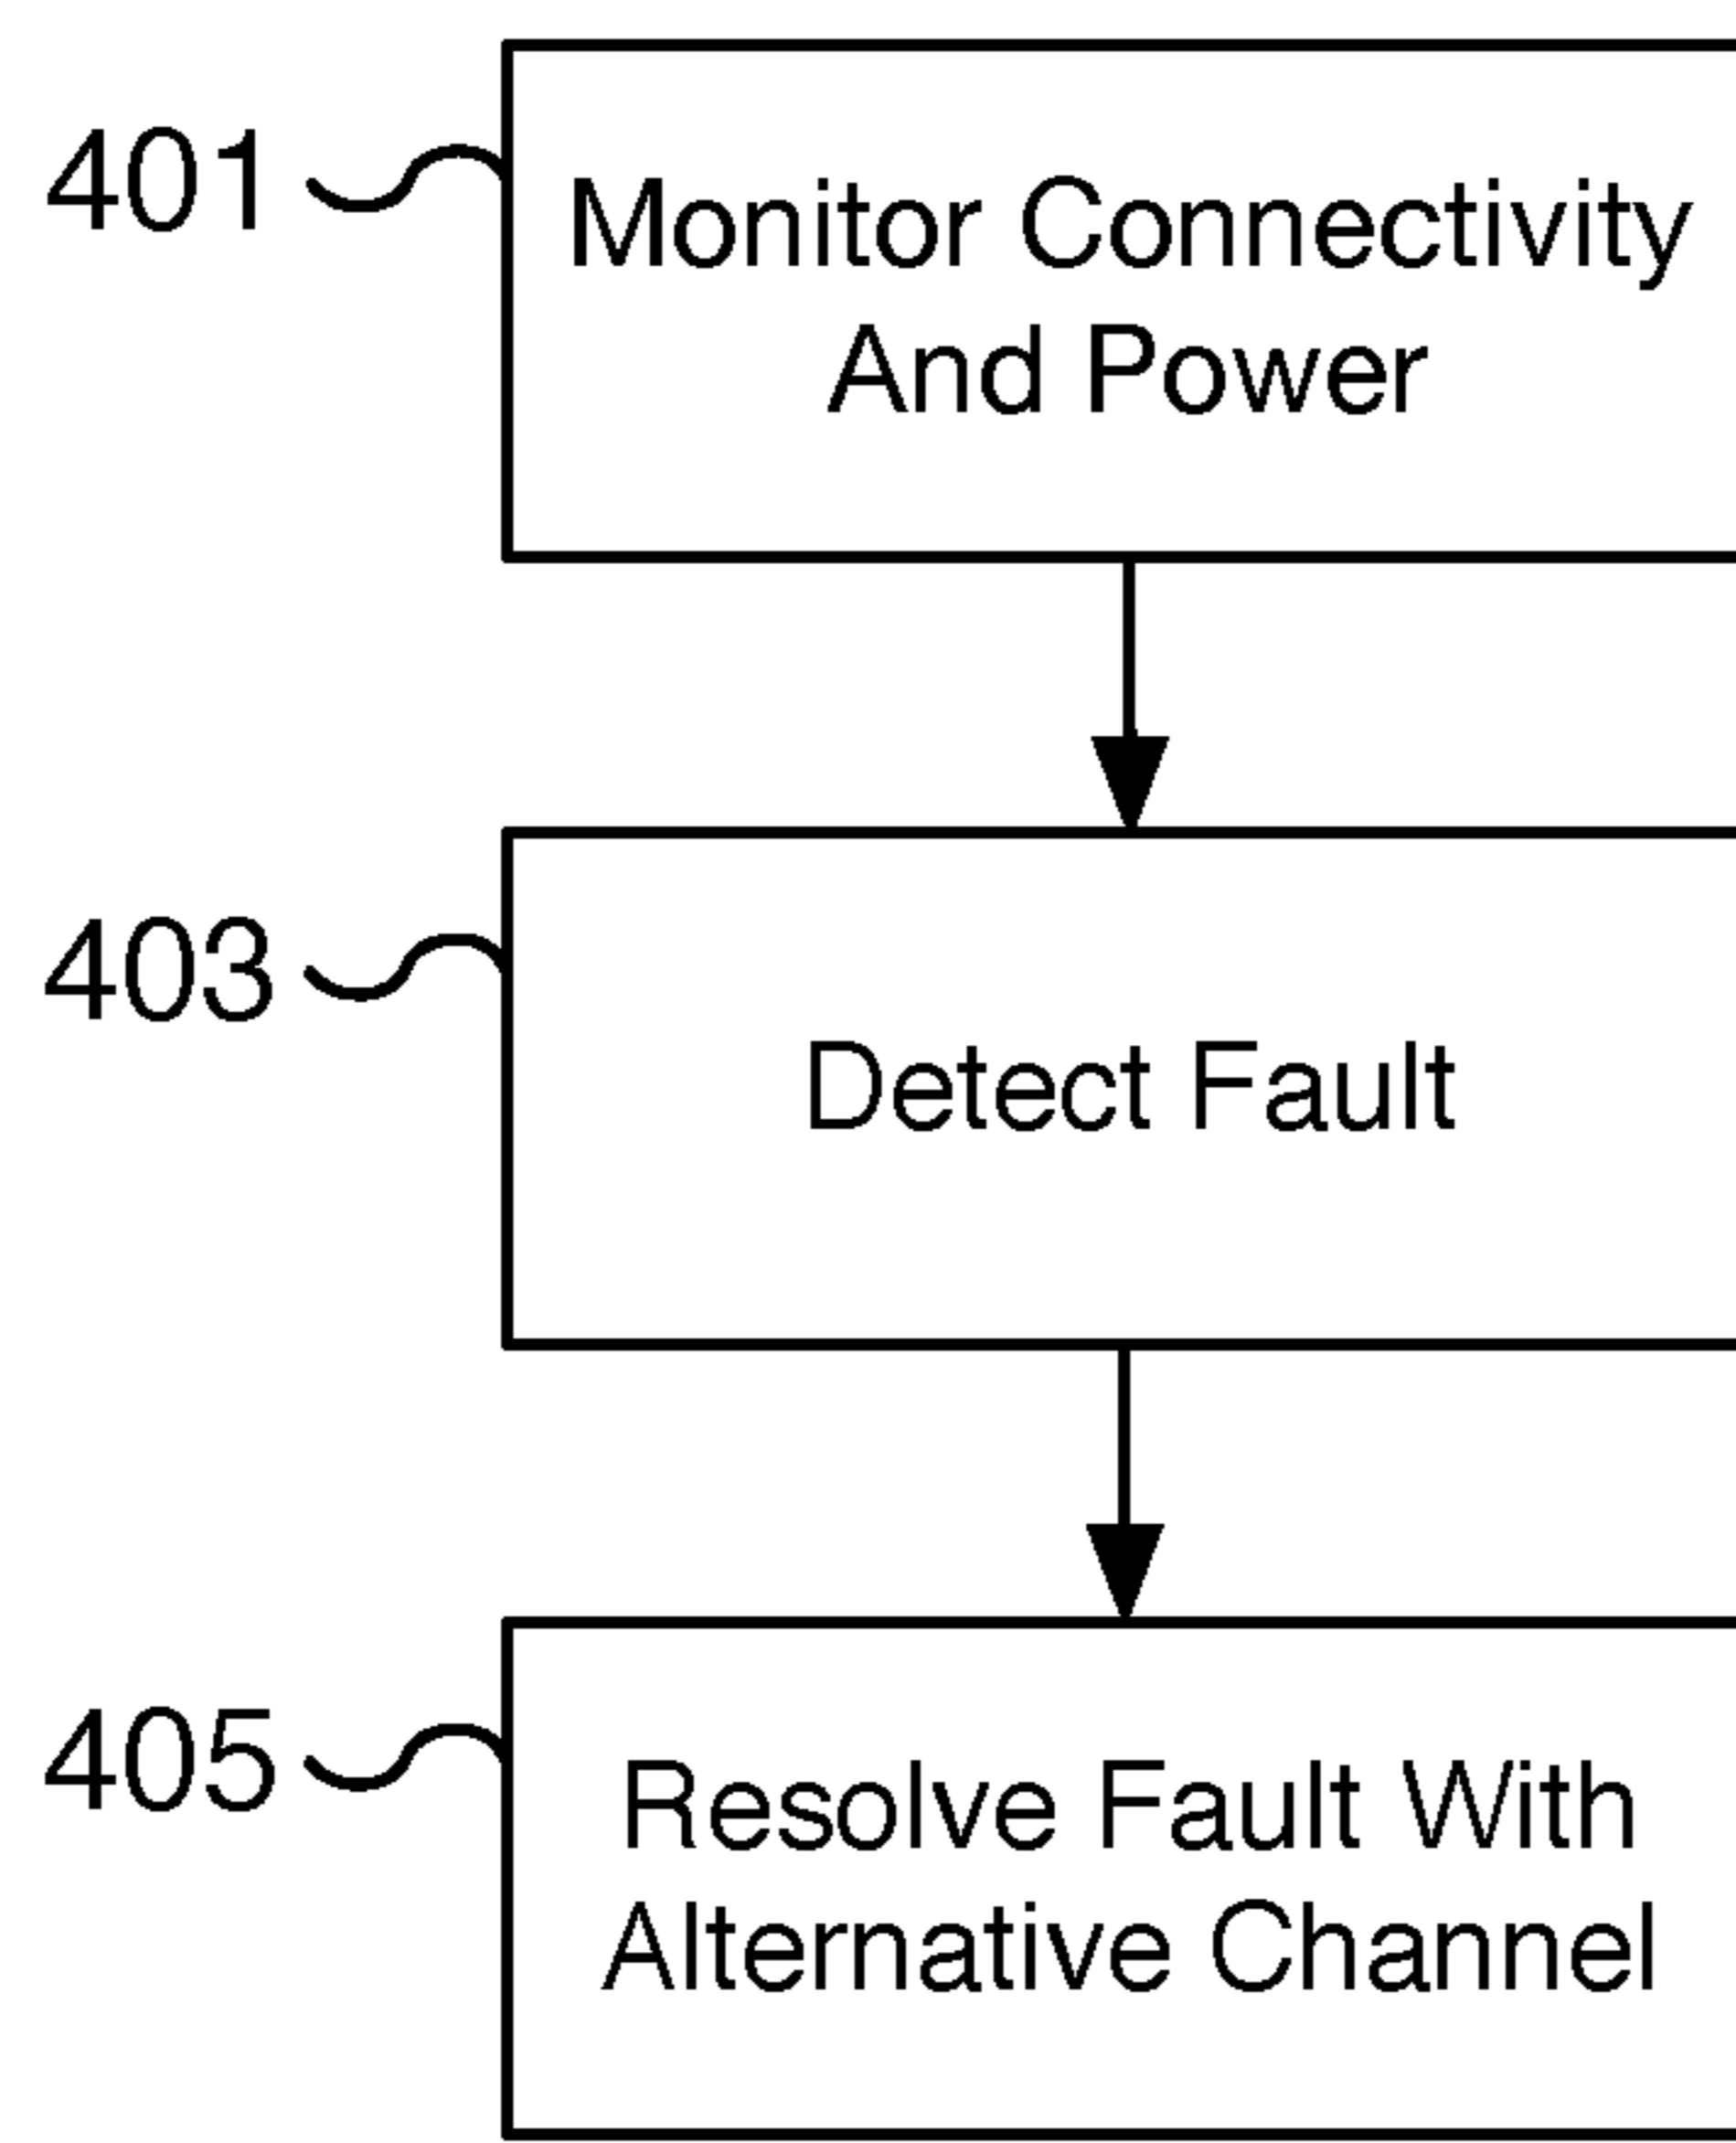 401
Monitor Connectivity
And Power
403
Detect Fault
405
Resolve Fault With
Alternative Channel